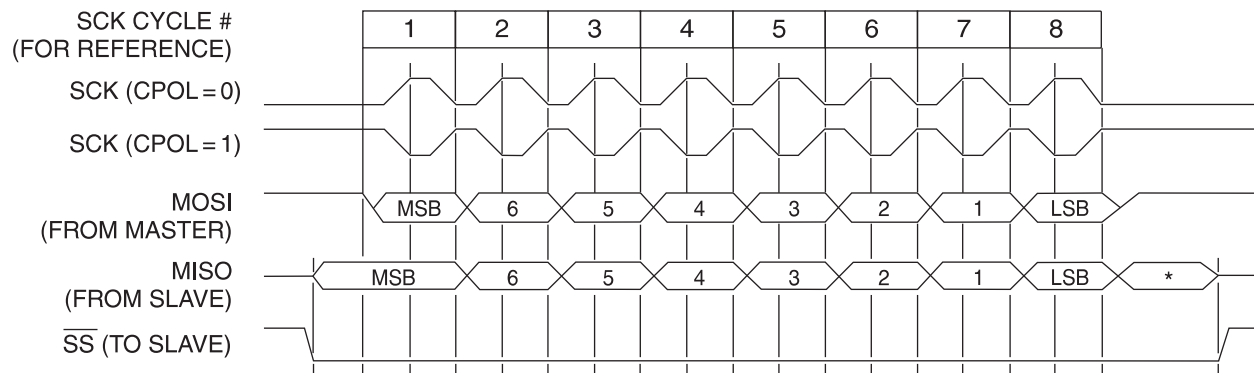 SCK CYCLE #
(FOR REFERENCE)
1 2 3 4 5 6 7 8
SCK (CPOL = 0)
SCK (CPOL = 1)
MOSI
(FROM MASTER)
MSB 6 5 4 3 2 1 LSB
MISO
(FROM SLAVE)
MSB 6 5 4 3 2 1 LSB *
S̅S̅ (TO SLAVE)